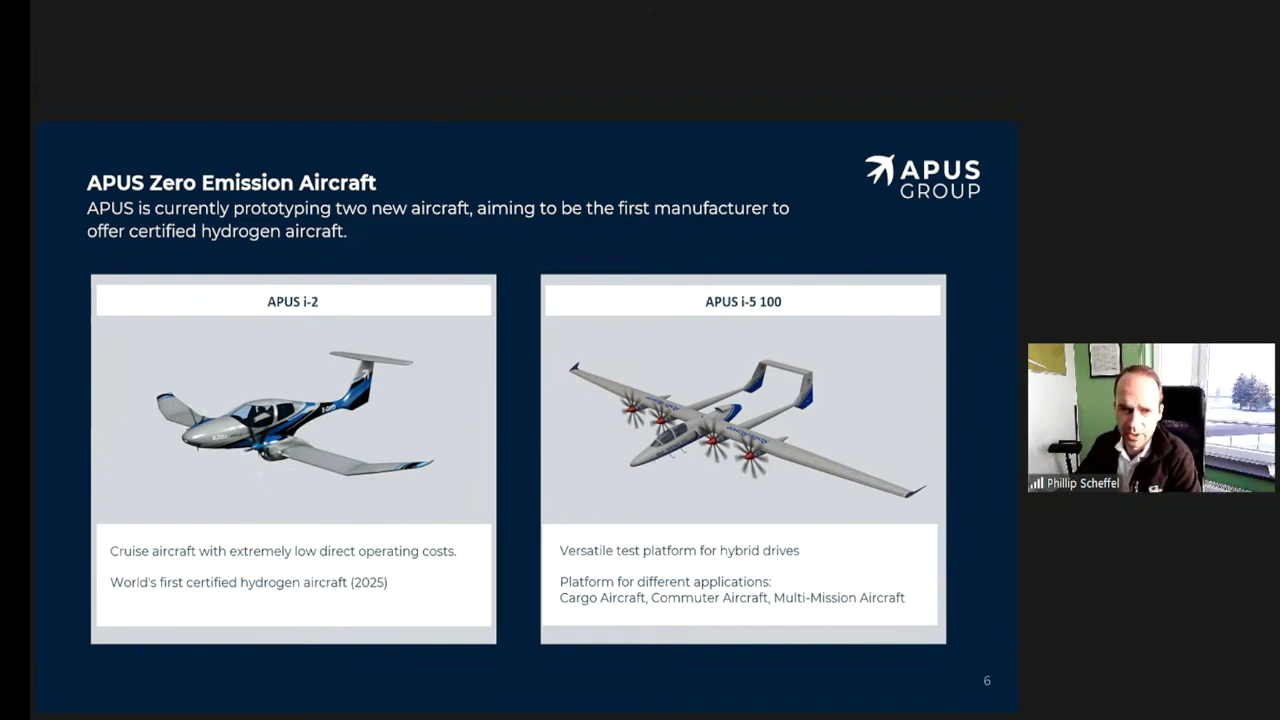 APUS Zero Emission Aircraft
APUS is currently prototyping two new aircraft, aiming to be the first manufacturer to
offer certified hydrogen aircraft.
APUS
GROUP
APUS i-2
APUS i-5 100
Cruise aircraft with extremely low direct operating costs.
World's first certified hydrogen aircraft (2025)
Versatile test platform for hybrid drives
Platform for different applications:
Cargo Aircraft, Commuter Aircraft, Multi-Mission Aircraft
Phillip Scheffel
6